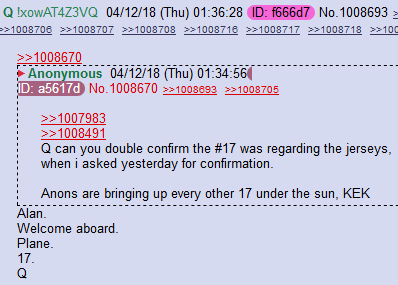 Q !xowAT4Z3VQ 04/12/18 (Thu) 01:36:28 ID: f666d7 No.1008693 >
>>1008706 >>1008707 >>1008708 >>1008716 >>1008717 >>1008718 >>
>>1008670
Anonymous 04/12/18 (Thu) 01:34:56
ID: a5617d No.1008670 >>1008693 >>1008705
>>1007983
>>1008491
Q can you double confirm the #17 was regarding the jerseys,
when i asked yesterday for confirmation.
Anons are bringing up every other 17 under the sun, KEK
Alan.
Welcome aboard.
Plane.
17.
Q